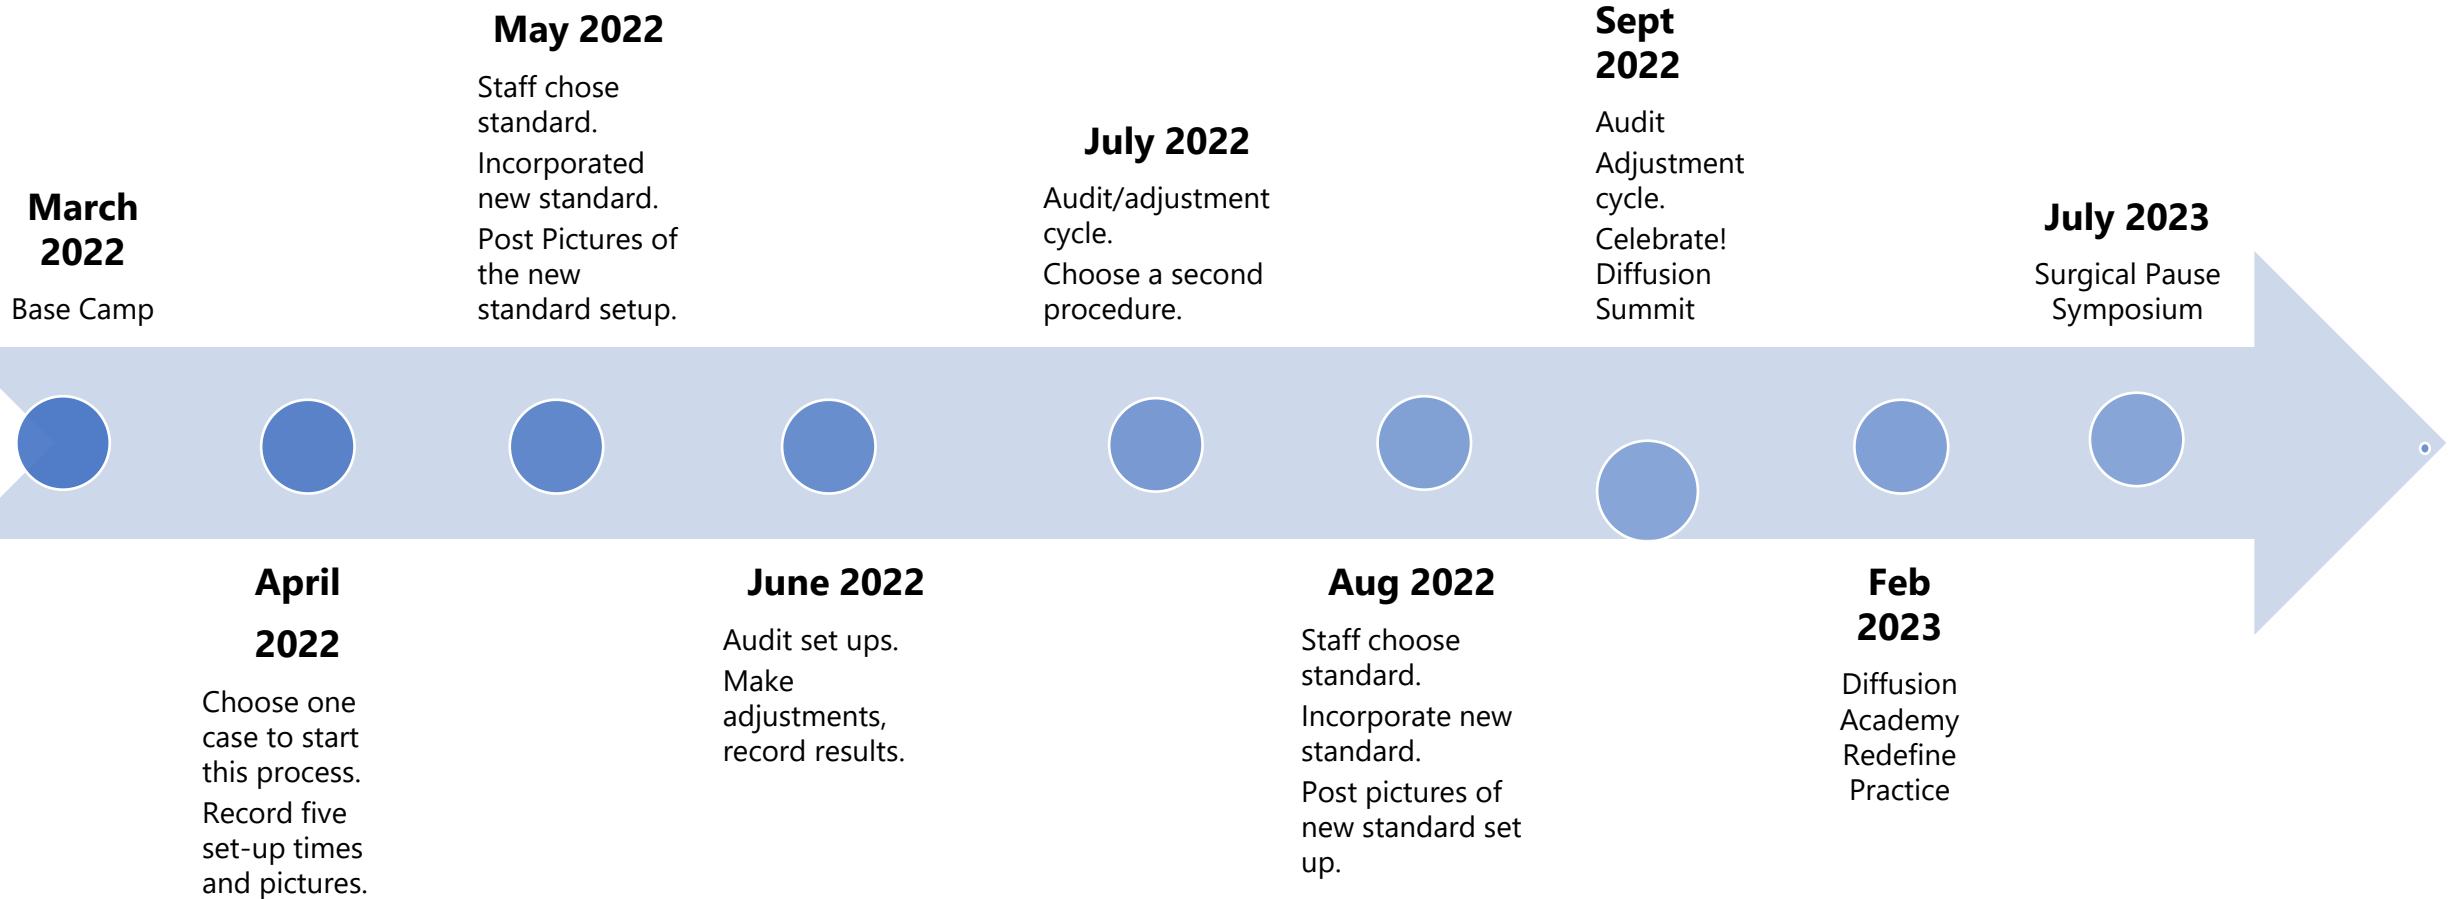 March
2022
Base Camp
April
2022
Choose one
case to start
this process.
Record five
set-up times
and pictures.
May 2022
Staff chose
standard.
Incorporated
new standard.
Post Pictures of
the new
standard setup.
June 2022
Audit set ups.
Make
adjustments,
record results.
July 2022
Audit/adjustment
cycle.
Choose a second
procedure.
Aug 2022
Staff choose
standard.
Incorporate new
standard.
Post pictures of
new standard set
up.
Sept
2022
Audit
Adjustment
cycle.
Celebrate!
Diffusion
Summit
Feb
2023
Diffusion
Academy
Redefine
Practice
July 2023
Surgical Pause
Symposium